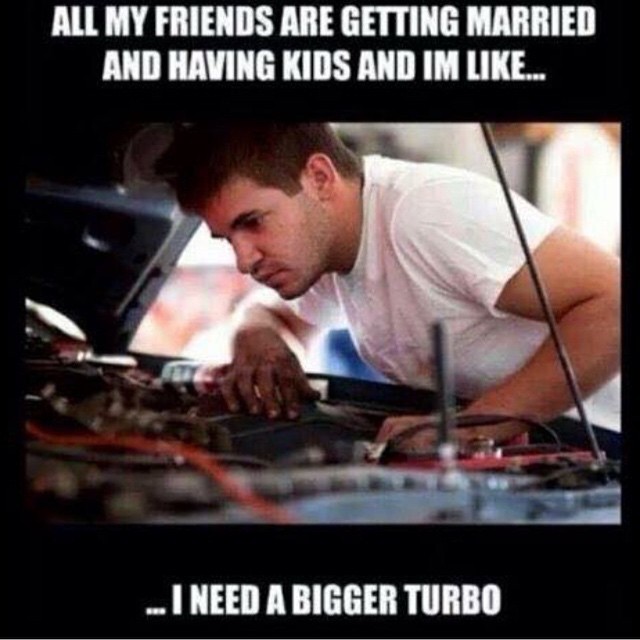 ALL MY FRIENDS ARE GETTING MARRIED
AND HAVING KIDS AND IM LIKE...
... I NEED A BIGGER TURBO